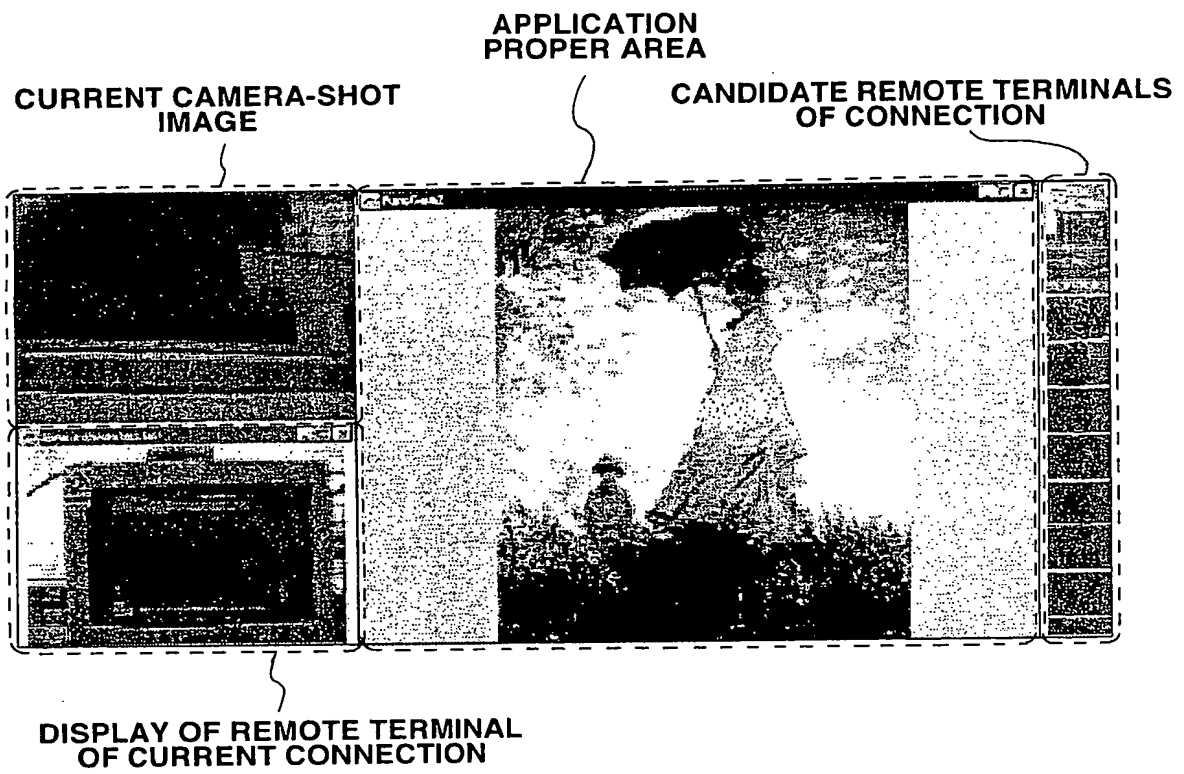 APPLICATION
PROPER AREA
CURRENT CAMERA-SHOT
IMAGE
CANDIDATE REMOTE TERMINALS
OF CONNECTION
DISPLAY OF REMOTE TERMINAL
OF CURRENT CONNECTION